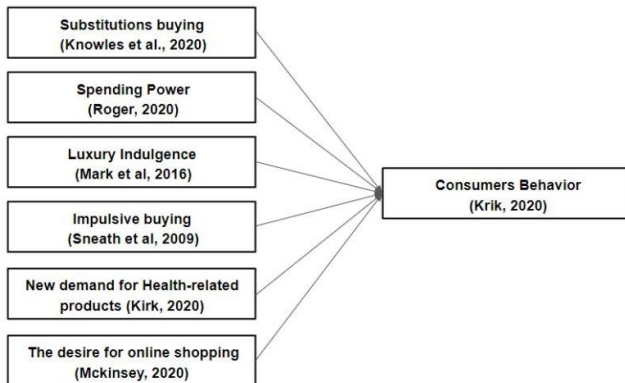 Substitutions buying
(Knowles et al., 2020)
Spending Power
(Roger, 2020)
Luxury Indulgence
(Mark et al, 2016)
Impulsive buying
(Sneath et al, 2009)
New demand for Health-related
products (Kirk, 2020)
The desire for online shopping
(Mckinsey, 2020)
Consumers Behavior
(Krik, 2020)